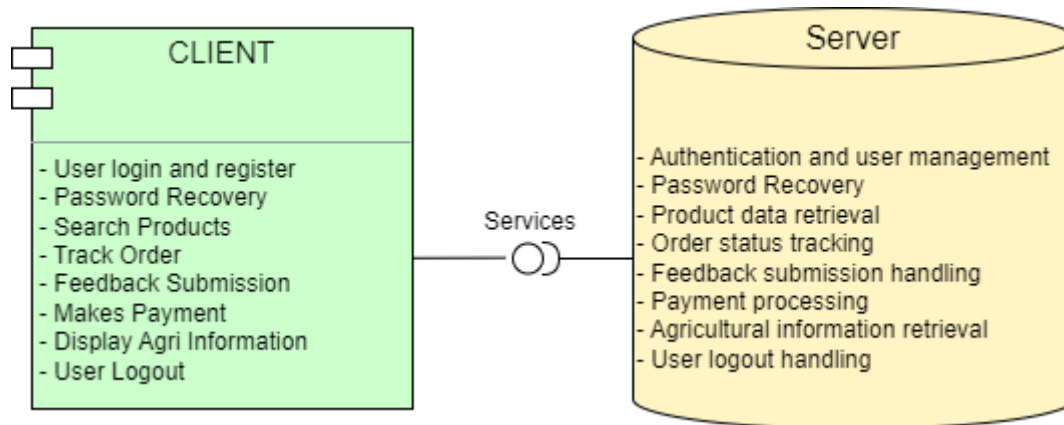 CLIENT
- User login and register
- Password Recovery
- Search Products
- Track Order
- Feedback Submission
- Makes Payment
- Display Agri Information
- User Logout
Services
Server
- Authentication and user management
- Password Recovery
- Product data retrieval
- Order status tracking
- Feedback submission handling
- Payment processing
- Agricultural information retrieval
- User logout handling